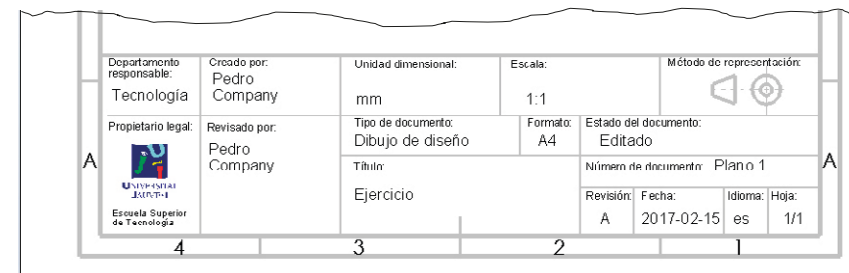 Departamento responsable:
Tecnología
Creado por:
Pedro Company
Unidad dimensional:
mm
Escala:
1:1
Método de representación:
Propietario legal:
UJI
UNIVERSITAT
JAUME·I
Escuela Superior
de Tecnología
Revisado por:
Pedro Company
Tipo de documento:
Dibujo de diseño
Formato:
A4
Estado del documento:
Editado
Título:
Ejercicio
Número de documento: Plano 1
Revisión:
A
Fecha:
2017-02-15
Idioma:
es
Hoja:
1/1
A
A
4
3
2
1